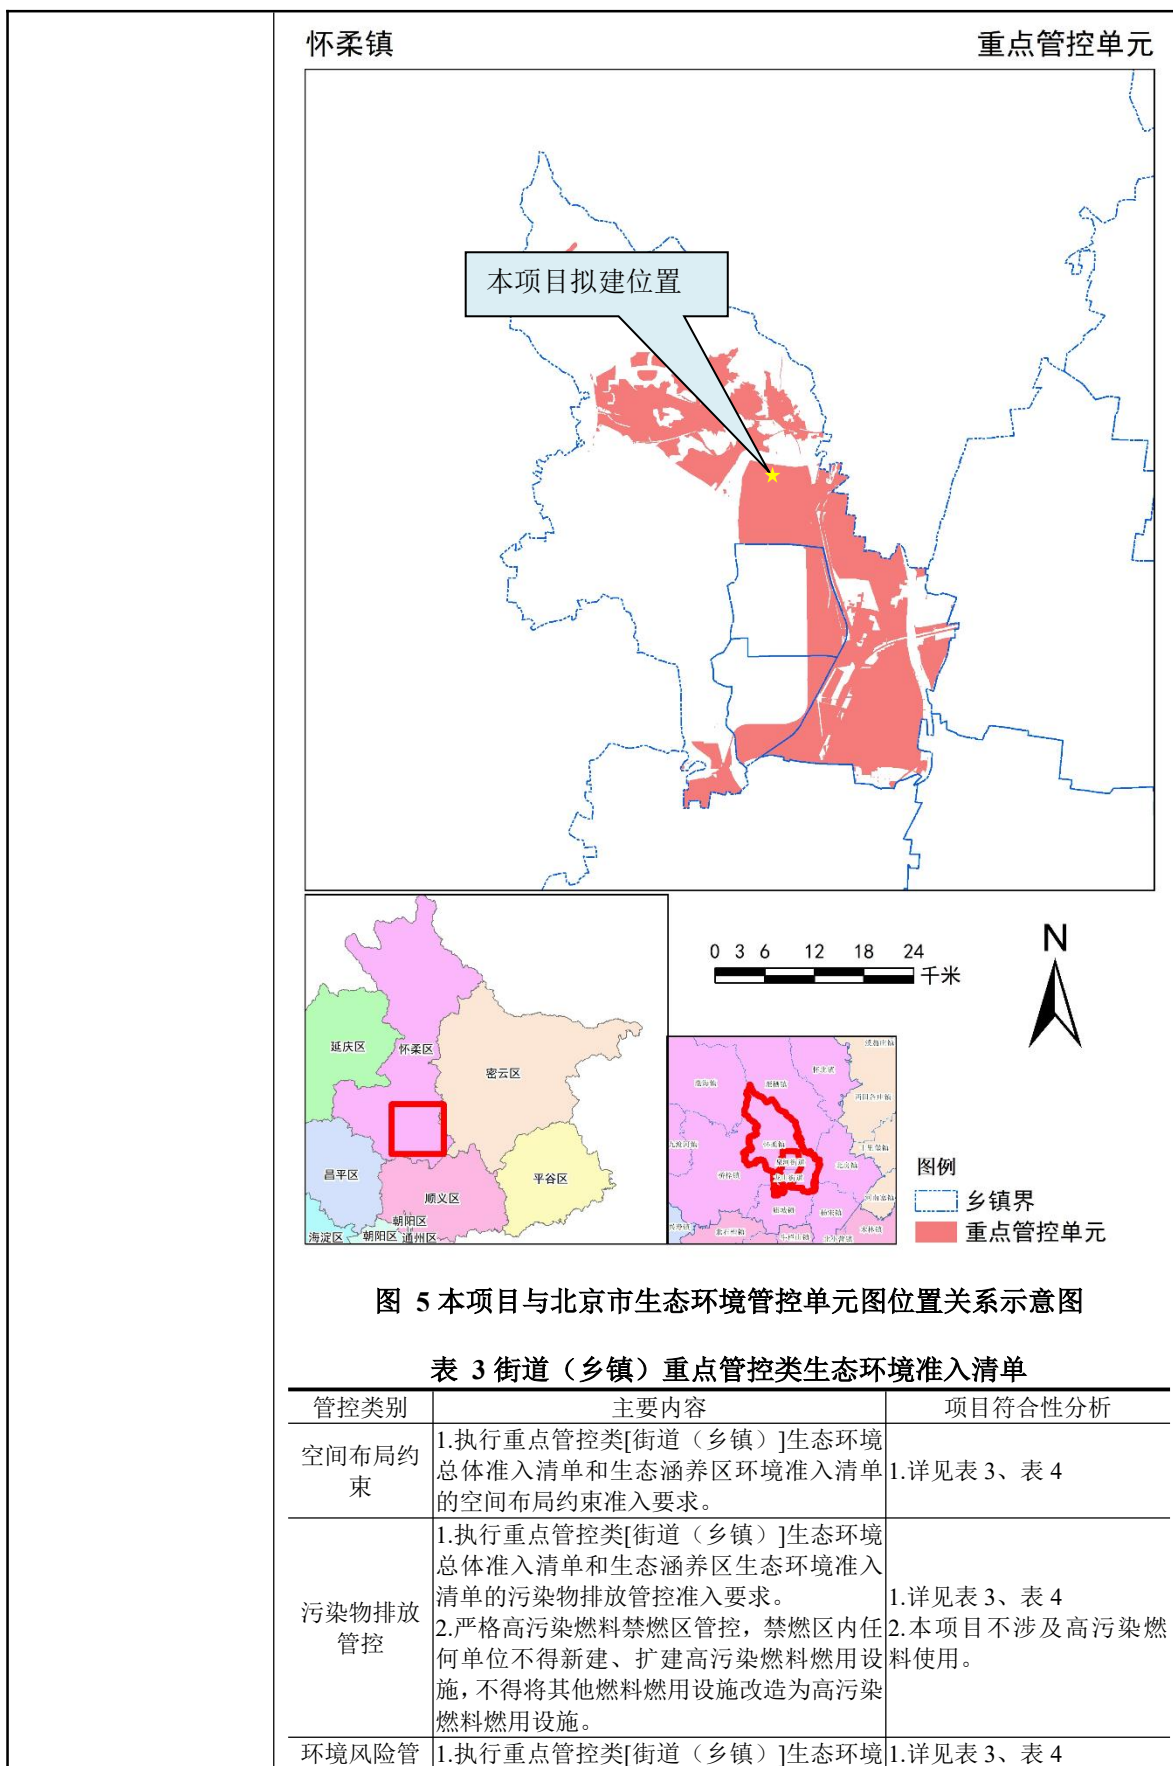 怀柔镇
重点管控单元
本项目拟建位置
0 3 6 12 18 24
千米
N
延庆区
怀柔区
密云区
昌平区
顺义区
平谷区
朝阳区
海淀区
朝阳区
通州区
怀柔镇
图例
乡镇界
重点管控单元
图 5 本项目与北京市生态环境管控单元图位置关系示意图
表 3 街道（乡镇）重点管控类生态环境准入清单
管控类别
主要内容
项目符合性分析
空间布局约
束
1.执行重点管控类[街道（乡镇）]生态环境
总体准入清单和生态涵养区环境准入清单
的空间布局约束准入要求。
1.详见表 3、表 4
污染物排放
管控
1.执行重点管控类[街道（乡镇）]生态环境
总体准入清单和生态涵养区生态环境准入
清单的污染物排放管控准入要求。
2.严格高污染燃料禁燃区管控，禁燃区内任
何单位不得新建、扩建高污染燃料燃用设
施，不得将其他燃料燃用设施改造为高污染
燃料燃用设施。
1.详见表 3、表 4
2.本项目不涉及高污染燃
料使用。
环境风险管
1.执行重点管控类[街道（乡镇）]生态环境
1.详见表 3、表 4